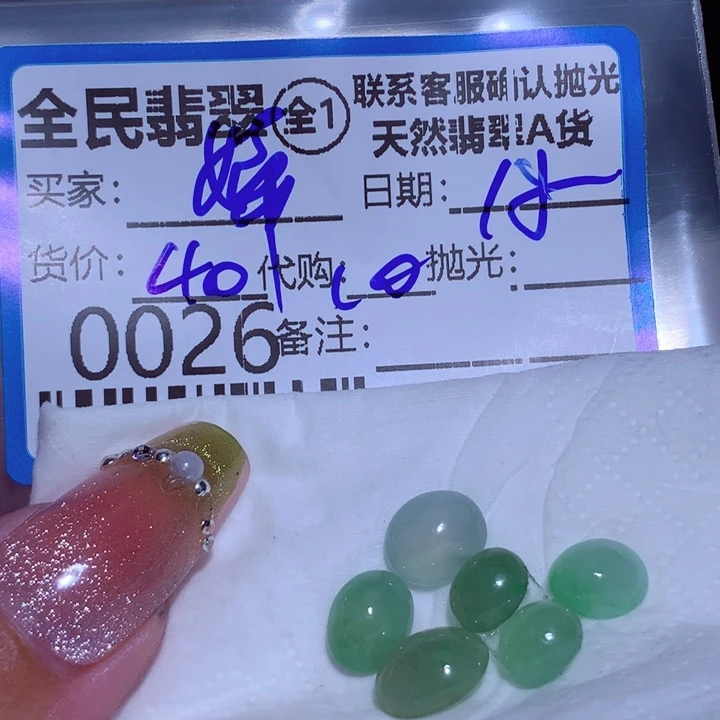 全民翡翠 全1 联系客服确认抛光
天然翡翠A货
买家： 日期：
货价：40 代购：10 抛光：
0026 备注：